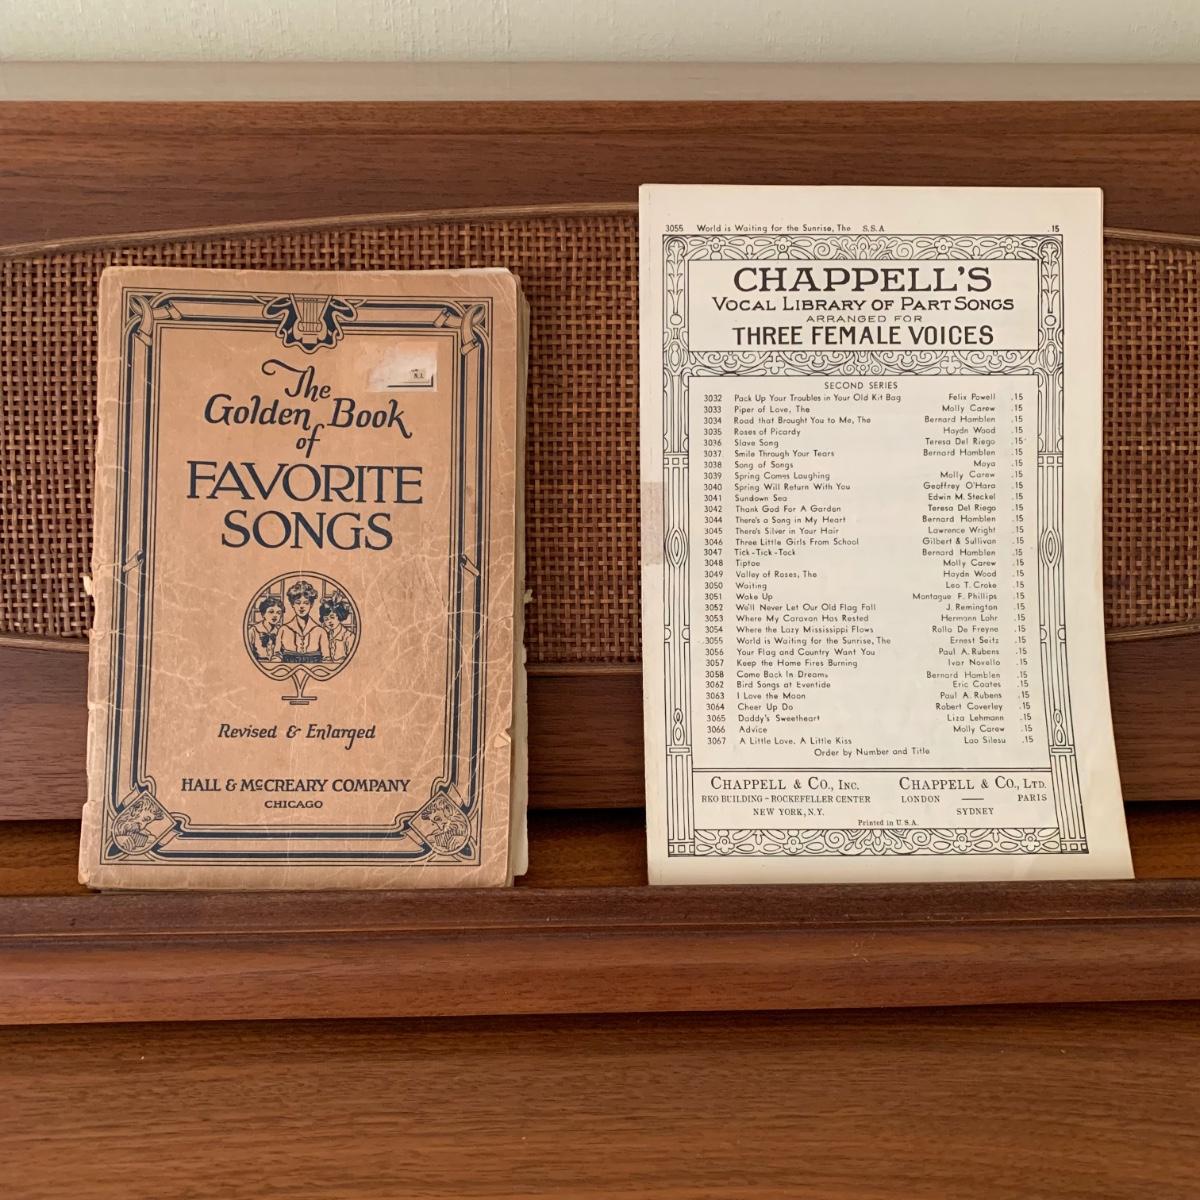 The
Golden Book
of
FAVORITE
SONGS
Revised & Enlarged
HALL & McCREARY COMPANY
CHICAGO
N.J.
3055 World is Waiting for the Sunrise, The S.S.A .15
CHAPPELL'S
VOCAL LIBRARY OF PART SONGS
ARRANGED FOR
THREE FEMALE VOICES
SECOND SERIES
3032 Pack Up Your Troubles in Your Old Kit Bag Felix Powell .15
3033 Piper of Love, The Molly Carew .15
3034 Road that Brought You to Me, The Bernard Hamblen .15
3035 Roses of Picardy Haydn Wood .15
3036 Slave Song Teresa Del Riego .15
3037 Smile Through Your Tears Bernard Hamblen .15
3038 Song of Songs Moya .15
3039 Spring Comes Laughing Molly Carew .15
3040 Spring Will Return With You Geoffrey O'Hara .15
3041 Sundown Sea Edwin M. Steckel .15
3042 Thank God For A Garden Teresa Del Riego .15
3044 There's a Song in My Heart Bernard Hamblen .15
3045 There's Silver in Your Hair Lawrence Wright .15
3046 Three Little Girls From School Gilbert & Sullivan .15
3047 Tick-Tick-Tock Bernard Hamblen .15
3048 Tiptoe Molly Carew .15
3049 Valley of Roses, The Haydn Wood .15
3050 Waiting Leo T. Croke .15
3051 Wake Up Montague F. Phillips .15
3052 We'll Never Let Our Old Flag Fall J. Remington .15
3053 Where My Caravan Has Rested Hermann Lohr .15
3054 Where the Lazy Mississippi Flows Rollo De Freyne .15
3055 World is Waiting for the Sunrise, The Ernest Seitz .15
3056 Your Flag and Country Want You Paul A. Rubens .15
3057 Keep the Home Fires Burning Ivor Novello .15
3058 Come Back In Dreams Bernard Hamblen .15
3062 Bird Songs at Eventide Eric Coates .15
3063 I Love the Moon Paul A. Rubens .15
3064 Cheer Up Do Robert Coverley .15
3065 Daddy's Sweetheart Liza Lehmann .15
3066 Advice Molly Carew .15
3067 A Little Love, A Little Kiss Lao Silesu .15
Order by Number and Title
CHAPPELL & CO., INC.
RKO BUILDING - ROCKEFELLER CENTER
NEW YORK, N.Y.
CHAPPELL & CO., LTD.
LONDON — PARIS
SYDNEY
Printed in U.S.A.